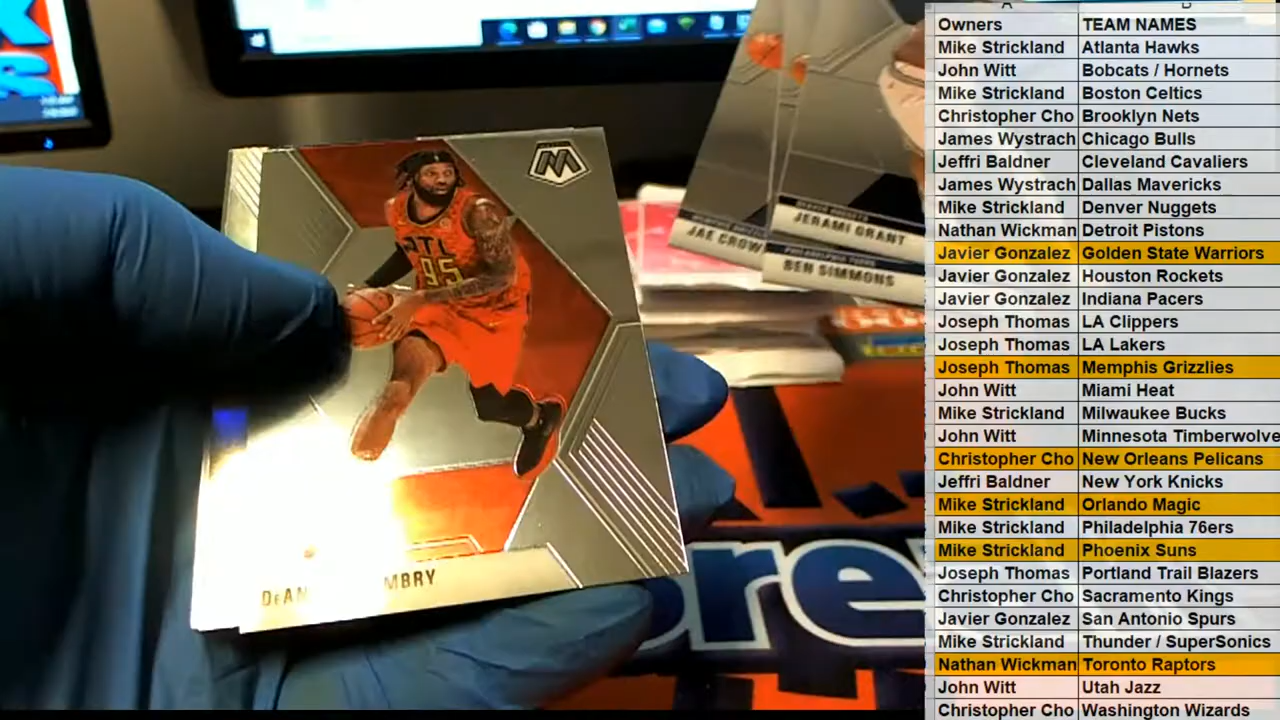 A B
Owners TEAM NAMES
Mike Strickland Atlanta Hawks
John Witt Bobcats / Hornets
Mike Strickland Boston Celtics
Christopher Cho Brooklyn Nets
James Wystrach Chicago Bulls
Jeffri Baldner Cleveland Cavaliers
James Wystrach Dallas Mavericks
Mike Strickland Denver Nuggets
Nathan Wickman Detroit Pistons
Javier Gonzalez Golden State Warriors
Javier Gonzalez Houston Rockets
Javier Gonzalez Indiana Pacers
Joseph Thomas LA Clippers
Joseph Thomas LA Lakers
Joseph Thomas Memphis Grizzlies
John Witt Miami Heat
Mike Strickland Milwaukee Bucks
John Witt Minnesota Timberwolve
Christopher Cho New Orleans Pelicans
Jeffri Baldner New York Knicks
Mike Strickland Orlando Magic
Mike Strickland Philadelphia 76ers
Mike Strickland Phoenix Suns
Joseph Thomas Portland Trail Blazers
Christopher Cho Sacramento Kings
Javier Gonzalez San Antonio Spurs
Mike Strickland Thunder / SuperSonics
Nathan Wickman Toronto Raptors
John Witt Utah Jazz
Christopher Cho Washington Wizards
M
ATL
95
DeAN MBRY
JERAMI GRANT
JAE CROW
PHILADELPHIA 76ERS
BEN SIMMONS
ore